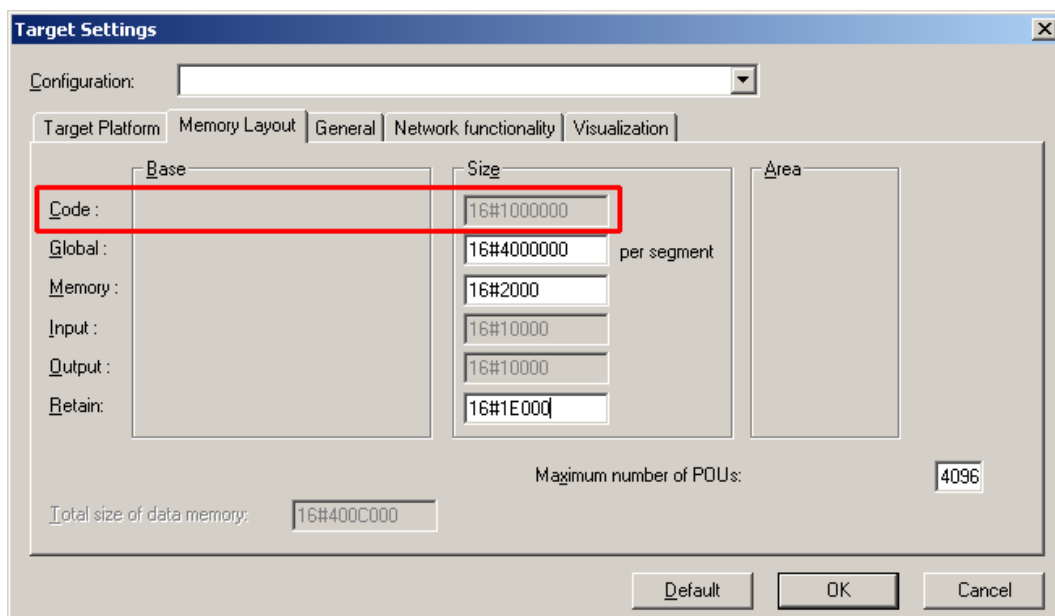 Target Settings
Configuration:
Target Platform Memory Layout General Network functionality Visualization
Base Size Area
Code : 16#1000000
Global : 16#4000000 per segment
Memory : 16#2000
Input : 16#10000
Output : 16#10000
Retain: 16#1E000
Maximum number of POUs: 4096
Total size of data memory: 16#400C000
Default OK Cancel